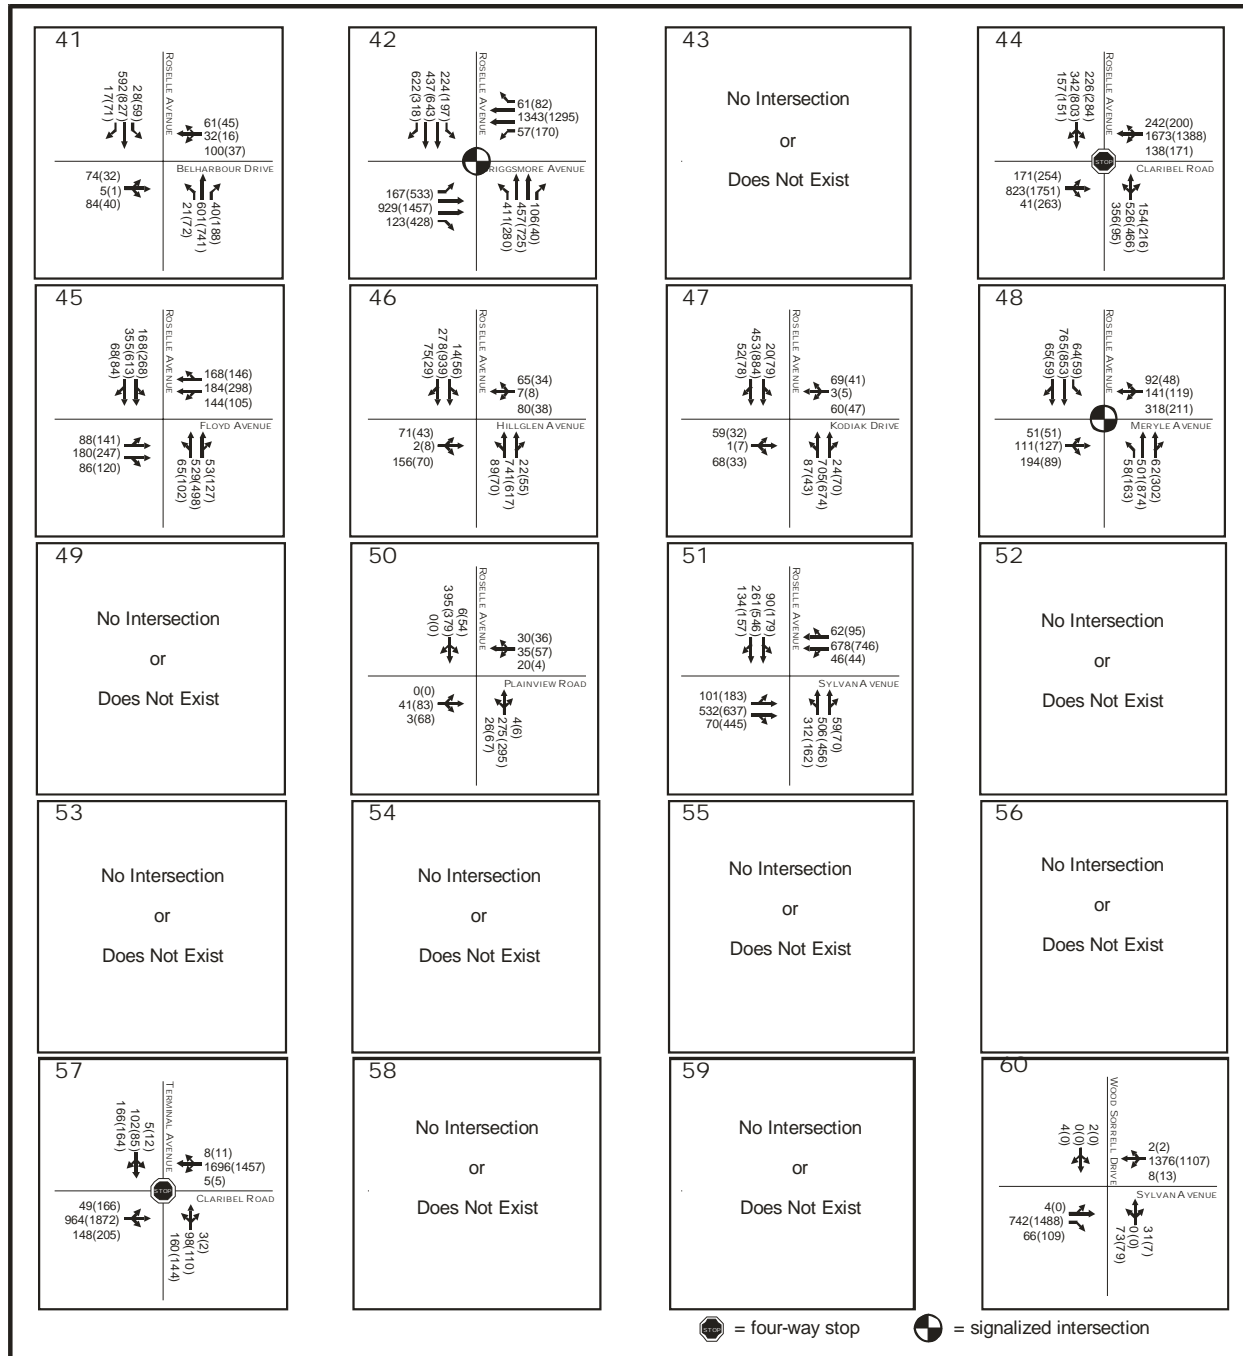 41
ROSELLE AVENUE
28(59)
592(827)
17(71)
61(45)
32(16)
100(37)
BELHARBOUR DRIVE
74(32)
5(1)
84(40)
40(188)
601(741)
21(72)
42
ROSELLE AVENUE
224(197)
437(643)
622(318)
61(82)
1343(1295)
57(170)
RIGGSMORE AVENUE
167(533)
929(1457)
123(428)
106(40)
457(725)
411(280)
43
No Intersection
or
Does Not Exist
44
ROSELLE AVENUE
226(284)
342(803)
157(151)
242(200)
1673(1388)
138(171)
STOP
CLARIBEL ROAD
171(254)
823(1751)
41(263)
154(216)
526(466)
356(95)
45
ROSELLE AVENUE
168(268)
355(613)
68(84)
168(146)
184(298)
144(105)
FLOYD AVENUE
88(141)
180(247)
86(120)
53(127)
529(498)
65(102)
46
ROSELLE AVENUE
14(56)
278(939)
75(29)
65(34)
7(8)
80(38)
HILLGLEN AVENUE
71(43)
2(8)
156(70)
22(55)
741(617)
89(70)
47
ROSELLE AVENUE
20(79)
453(884)
52(78)
69(41)
3(5)
60(47)
KODIAK DRIVE
59(32)
1(7)
68(33)
24(70)
705(674)
87(43)
48
ROSELLE AVENUE
64(59)
765(853)
65(59)
92(48)
141(119)
318(211)
MERYLE AVENUE
51(51)
111(127)
194(89)
62(302)
501(874)
58(163)
49
No Intersection
or
Does Not Exist
50
ROSELLE AVENUE
6(54)
395(379)
0(0)
30(36)
35(57)
20(4)
PLAINVIEW ROAD
0(0)
41(83)
3(68)
4(6)
275(295)
26(67)
51
ROSELLE AVENUE
90(179)
261(546)
134(157)
62(95)
678(746)
46(44)
SYLVAN AVENUE
101(183)
532(637)
70(445)
59(70)
506(456)
312(162)
52
No Intersection
or
Does Not Exist
53
No Intersection
or
Does Not Exist
54
No Intersection
or
Does Not Exist
55
No Intersection
or
Does Not Exist
56
No Intersection
or
Does Not Exist
57
TERMINAL AVENUE
5(12)
102(85)
166(164)
8(11)
1696(1457)
5(5)
STOP
CLARIBEL ROAD
49(166)
964(1872)
148(205)
3(2)
98(110)
160(144)
58
No Intersection
or
Does Not Exist
59
No Intersection
or
Does Not Exist
60
WOOD SORRELL DRIVE
2(0)
0(0)
4(0)
2(2)
1376(1107)
8(13)
SYLVAN AVENUE
4(0)
742(1488)
66(109)
31(7)
0(0)
73(79)
STOP = four-way stop
= signalized intersection